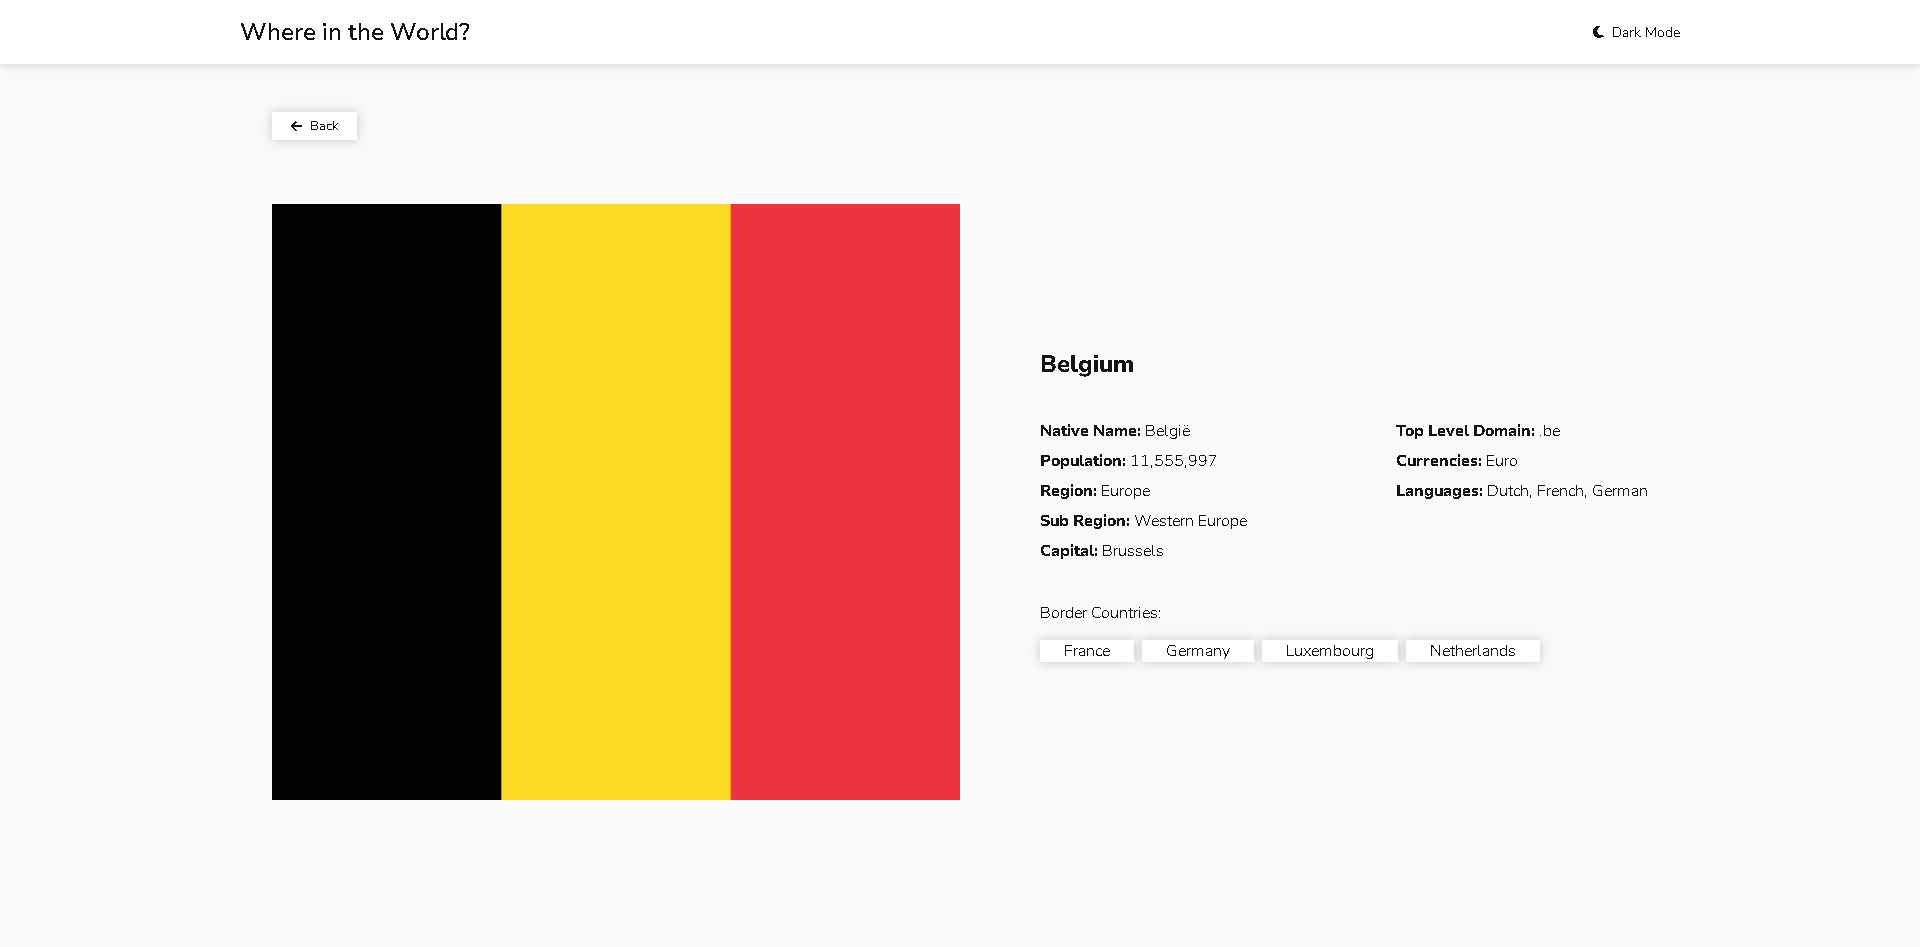 Where in the World?
Dark Mode
Back
Belgium
Native Name: België
Population: 11,555,997
Region: Europe
Sub Region: Western Europe
Capital: Brussels
Top Level Domain: .be
Currencies: Euro
Languages: Dutch, French, German
Border Countries:
France Germany Luxembourg Netherlands